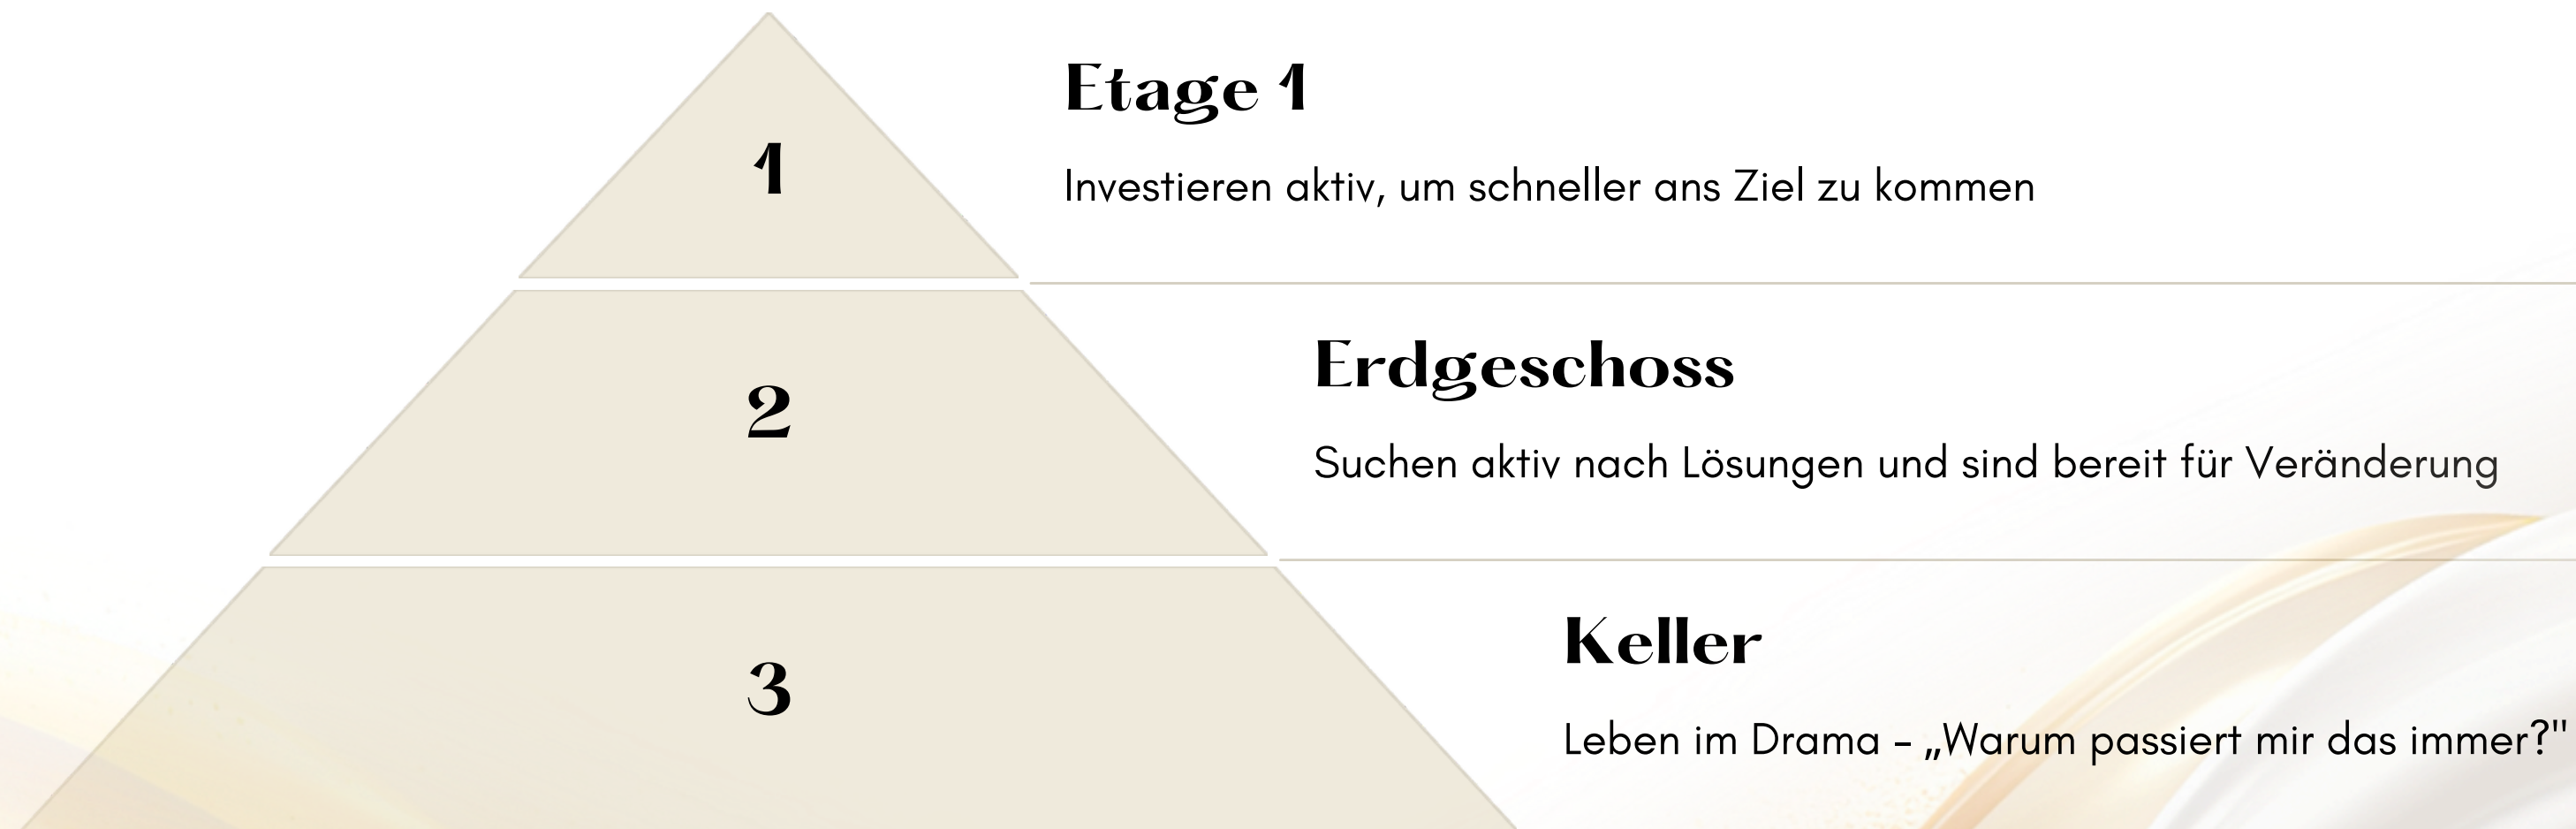 1
Etage 1
Investieren aktiv, um schneller ans Ziel zu kommen
2
Erdgeschoss
Suchen aktiv nach Lösungen und sind bereit für Veränderung
3
Keller
Leben im Drama - „Warum passiert mir das immer?"